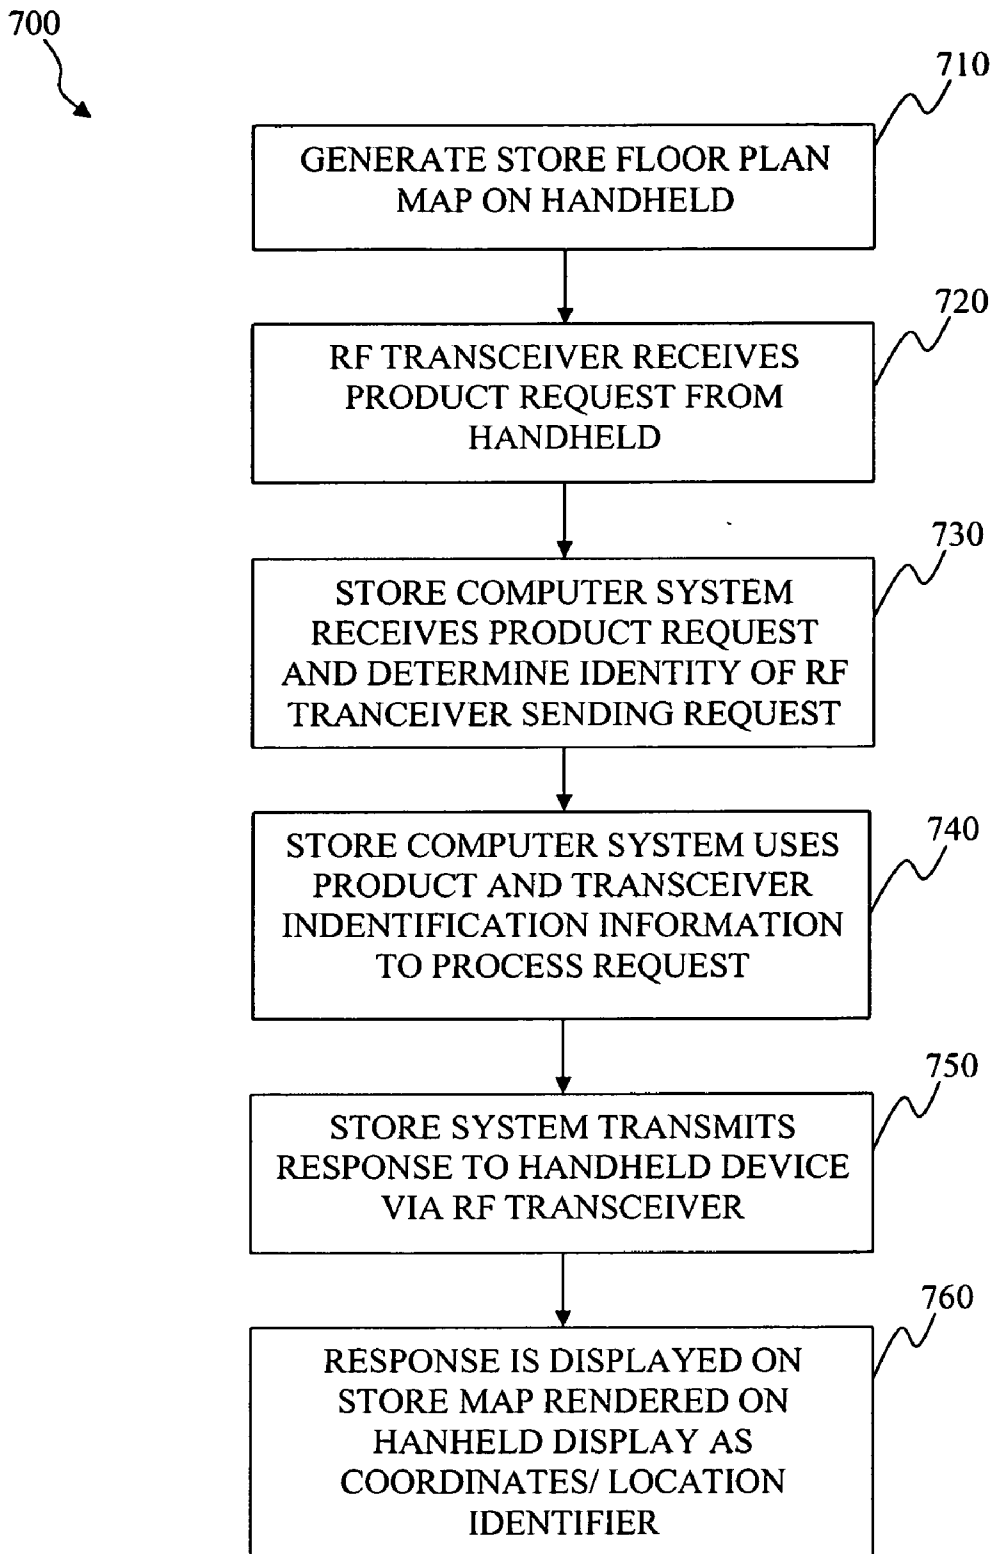 700
710
GENERATE STORE FLOOR PLAN
MAP ON HANDHELD
720
RF TRANSCEIVER RECEIVES
PRODUCT REQUEST FROM
HANDHELD
730
STORE COMPUTER SYSTEM
RECEIVES PRODUCT REQUEST
AND DETERMINE IDENTITY OF RF
TRANCEIVER SENDING REQUEST
740
STORE COMPUTER SYSTEM USES
PRODUCT AND TRANSCEIVER
INDENTIFICATION INFORMATION
TO PROCESS REQUEST
750
STORE SYSTEM TRANSMITS
RESPONSE TO HANDHELD DEVICE
VIA RF TRANSCEIVER
760
RESPONSE IS DISPLAYED ON
STORE MAP RENDERED ON
HANHELD DISPLAY AS
COORDINATES/ LOCATION
IDENTIFIER